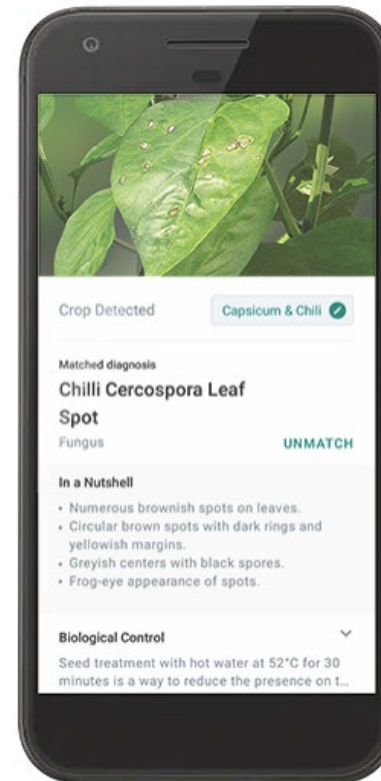 Crop Detected
Capsicum & Chili
Matched diagnosis
Chilli Cercospora Leaf
Spot
Fungus
UNMATCH
In a Nutshell
• Numerous brownish spots on leaves.
• Circular brown spots with dark rings and
yellowish margins.
• Greyish centers with black spores.
• Frog-eye appearance of spots.
Biological Control
Seed treatment with hot water at 52°C for 30
minutes is a way to reduce the presence on t...